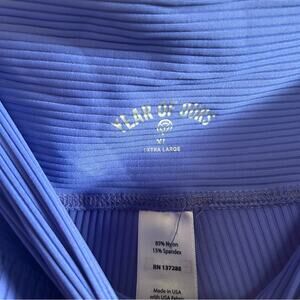 YEAR OF OURS
XL
EXTRA LARGE
85% Nylon
15% Spandex
RN 137288
Made in USA
with USA Fabric